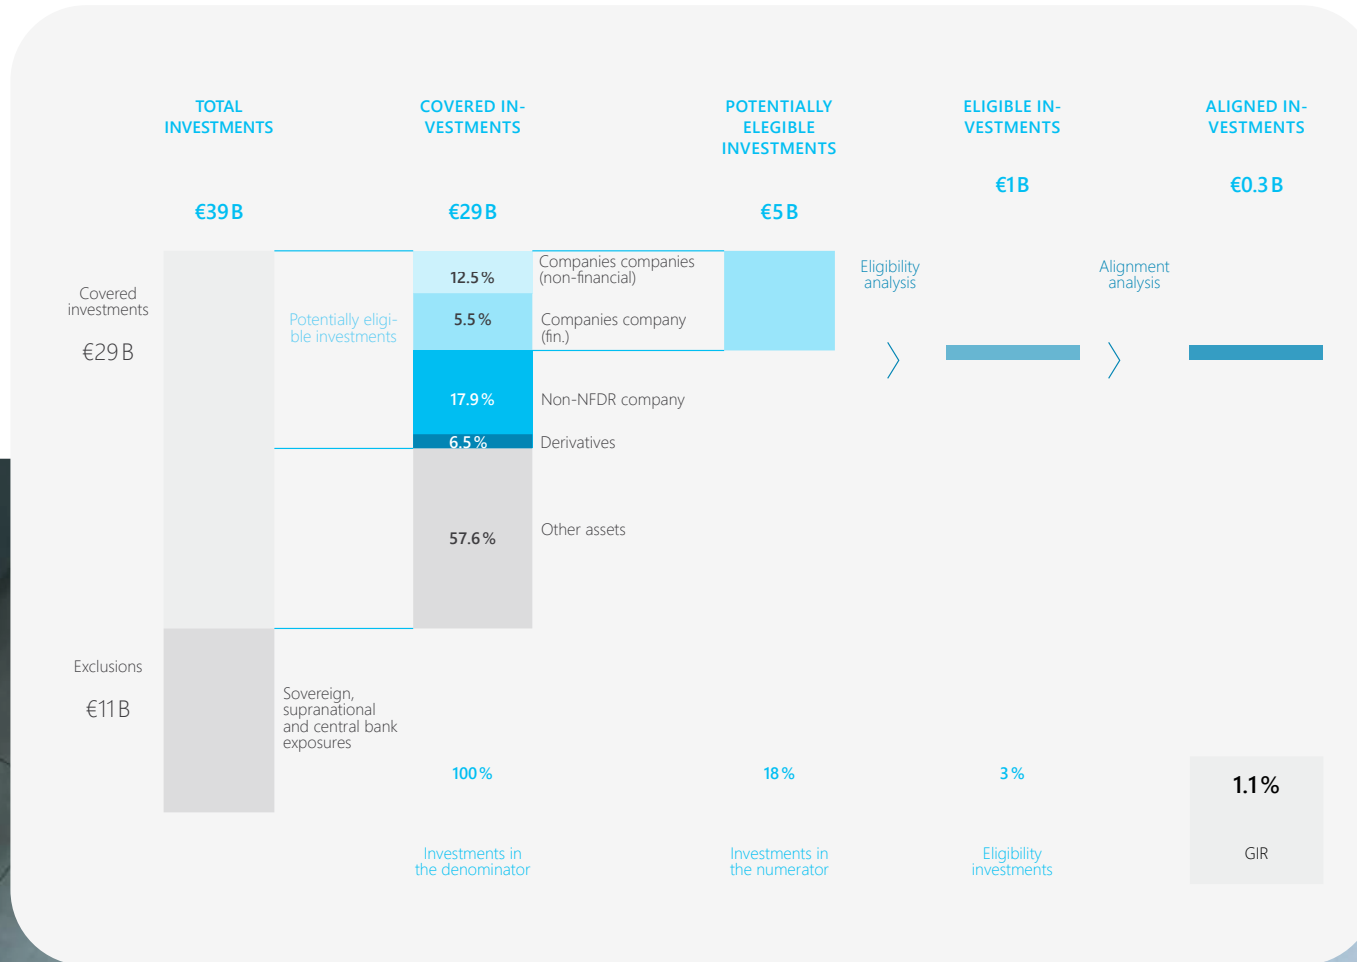 TOTAL
INVESTMENTS
€39 B
COVERED IN-
VESTMENTS
€29 B
POTENTIALLY
ELEGIBLE
INVESTMENTS
€5 B
ELIGIBLE IN-
VESTMENTS
€1 B
ALIGNED IN-
VESTMENTS
€0.3 B
Covered
investments
€29 B
Potentially eligi-
ble investments
12.5 %
Companies companies
(non-financial)
5.5 %
Companies company
(fin.)
17.9 %
Non-NFDR company
6.5 %
Derivatives
57.6 %
Other assets
Eligibility
analysis
Alignment
analysis
Exclusions
€11 B
Sovereign,
supranational
and central bank
exposures
100 %
Investments in
the denominator
18 %
Investments in
the numerator
3 %
Eligibility
investments
1.1 %
GIR